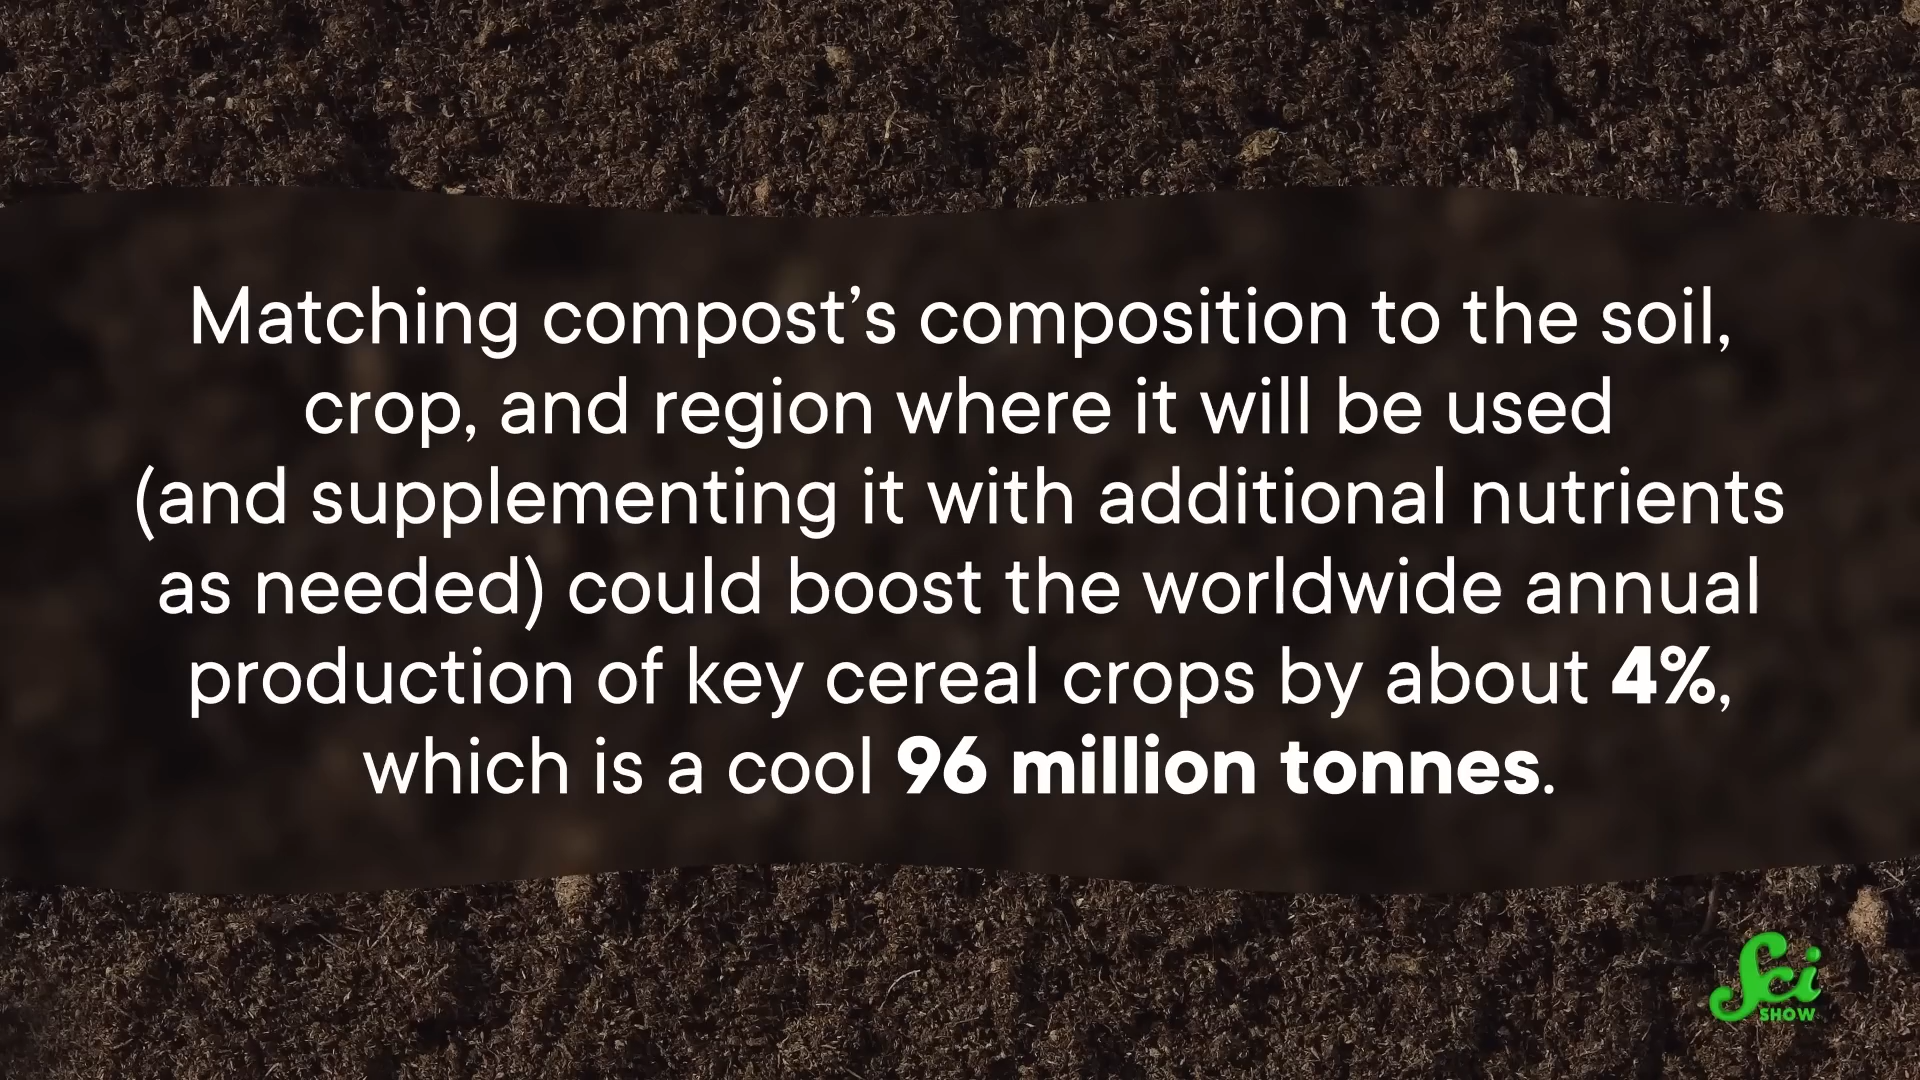 Matching compost’s composition to the soil,
crop, and region where it will be used
(and supplementing it with additional nutrients
as needed) could boost the worldwide annual
production of key cereal crops by about 4%,
which is a cool 96 million tonnes.
Sci
SHOW